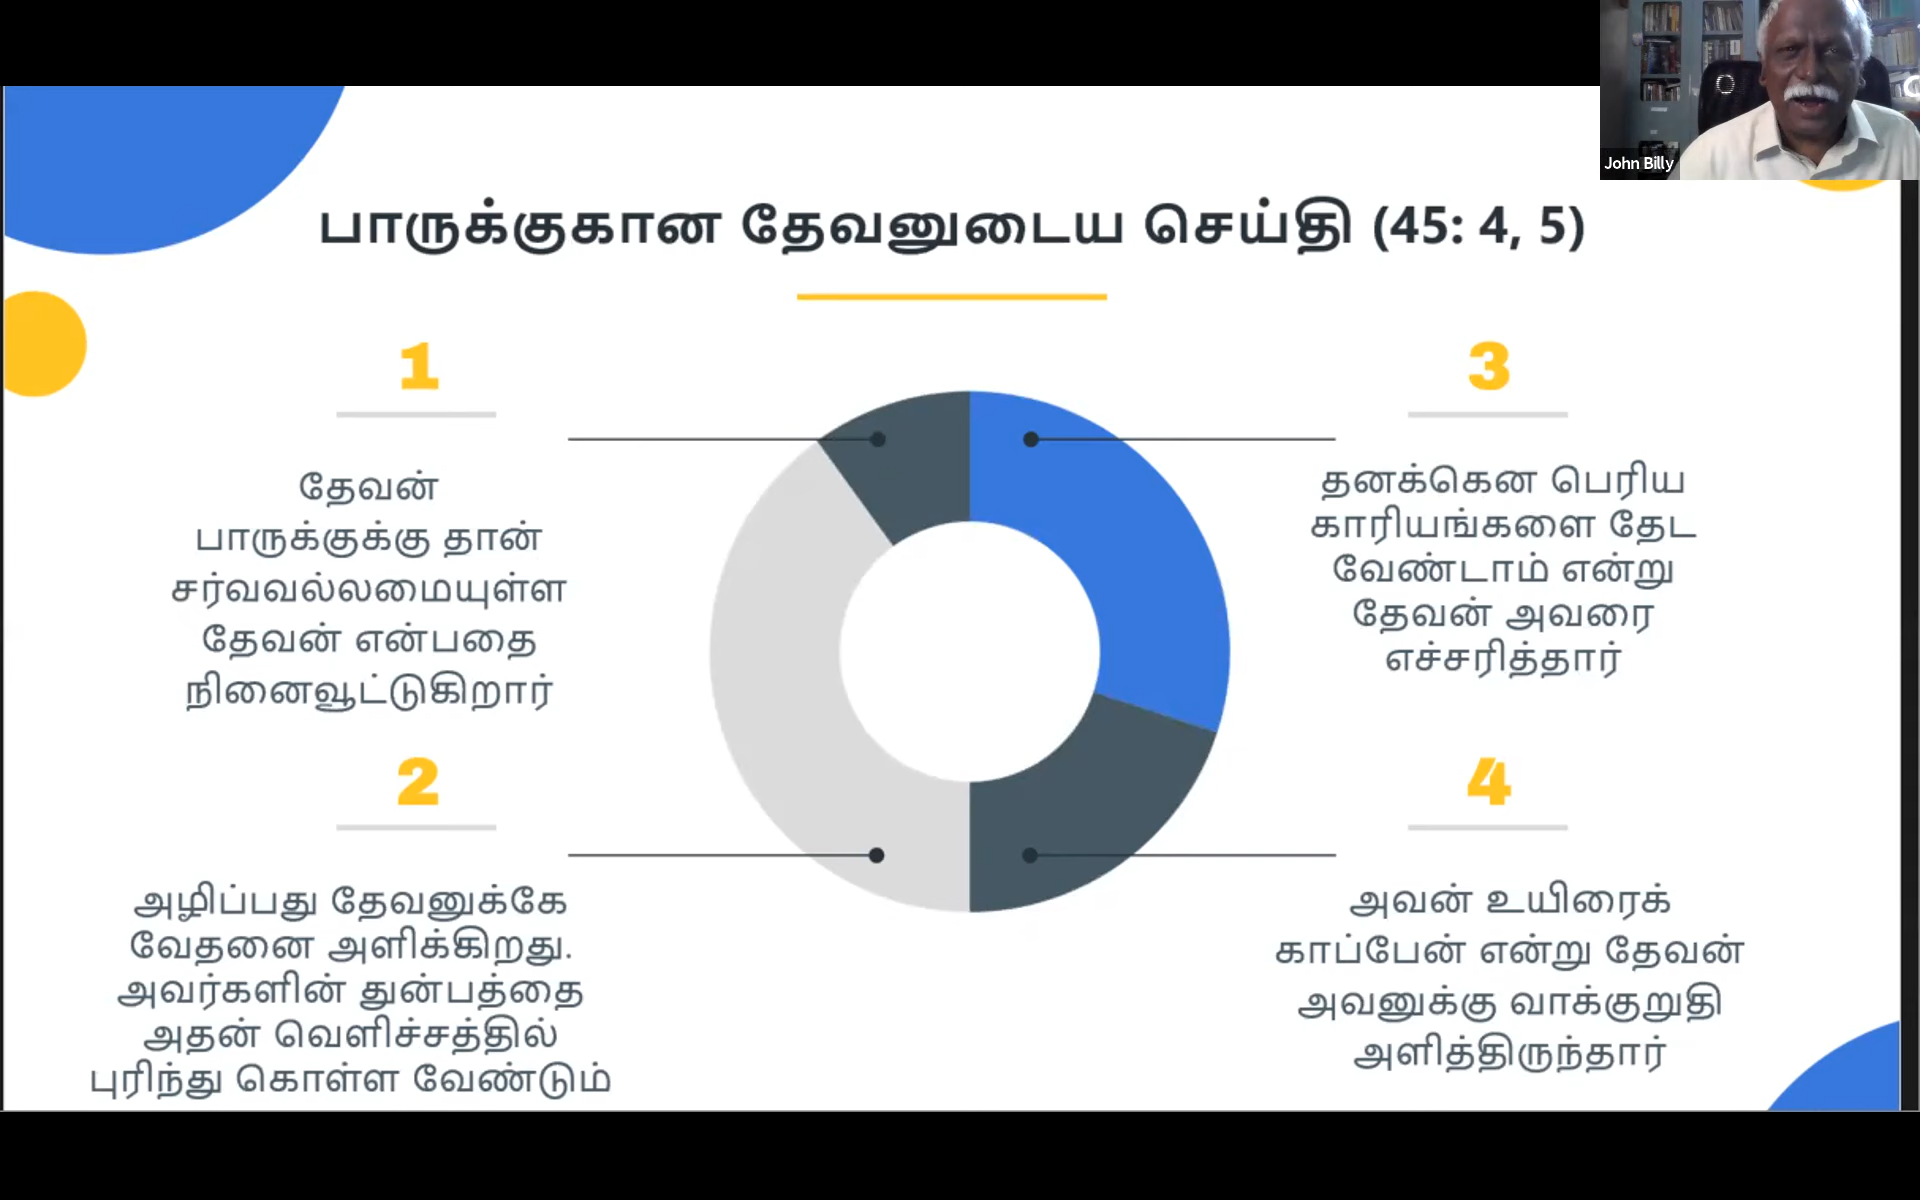 John Billy
பாருக்குகான தேவனுடைய செய்தி (45: 4, 5)
1
தேவன்
பாருக்குக்கு தான்
சர்வவல்லமையுள்ள
தேவன் என்பதை
நினைவூட்டுகிறார்
2
அழிப்பது தேவனுக்கே
வேதனை அளிக்கிறது.
அவர்களின் துன்பத்தை
அதன் வெளிச்சத்தில்
புரிந்து கொள்ள வேண்டும்
3
தனக்கென பெரிய
காரியங்களை தேட
வேண்டாம் என்று
தேவன் அவரை
எச்சரித்தார்
4
அவன் உயிரைக்
காப்பேன் என்று தேவன்
அவனுக்கு வாக்குறுதி
அளித்திருந்தார்